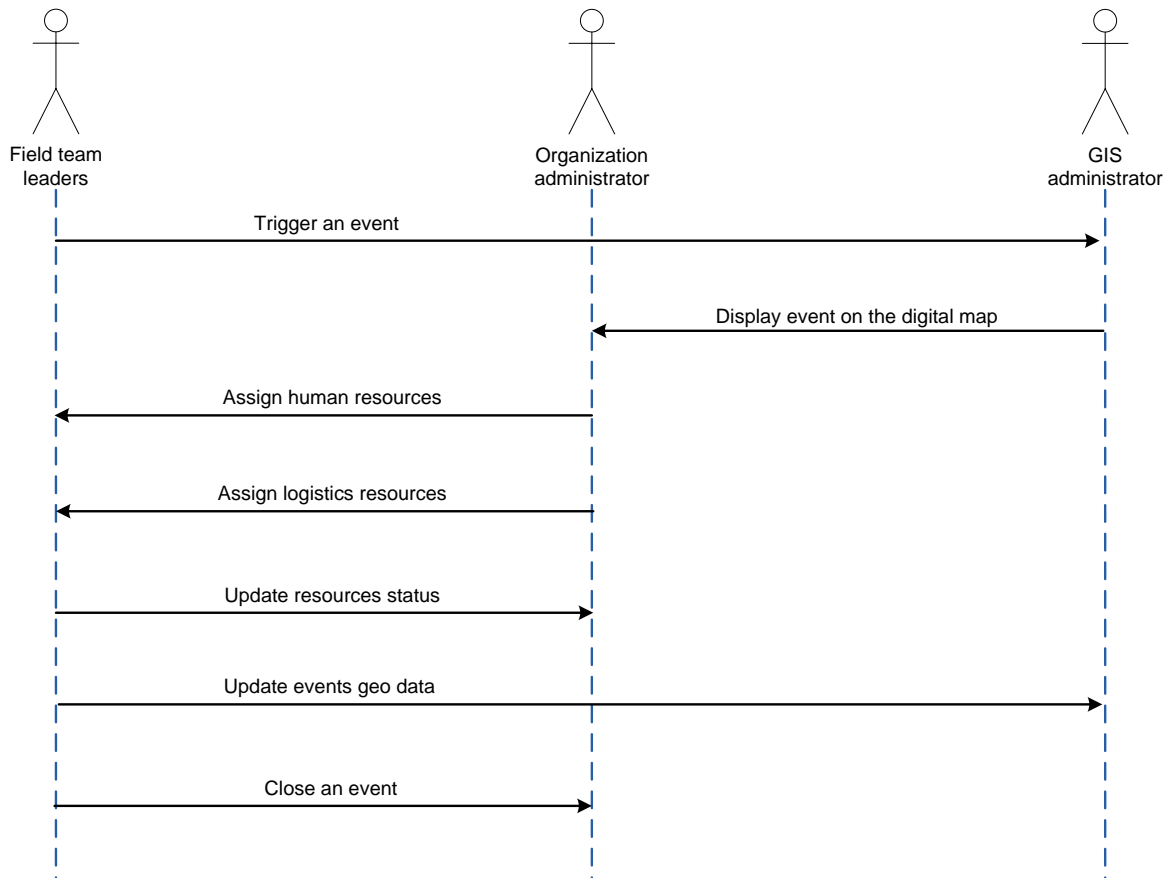 Field team
leaders
Organization
administrator
GIS
administrator
Trigger an event
Display event on the digital map
Assign human resources
Assign logistics resources
Update resources status
Update events geo data
Close an event